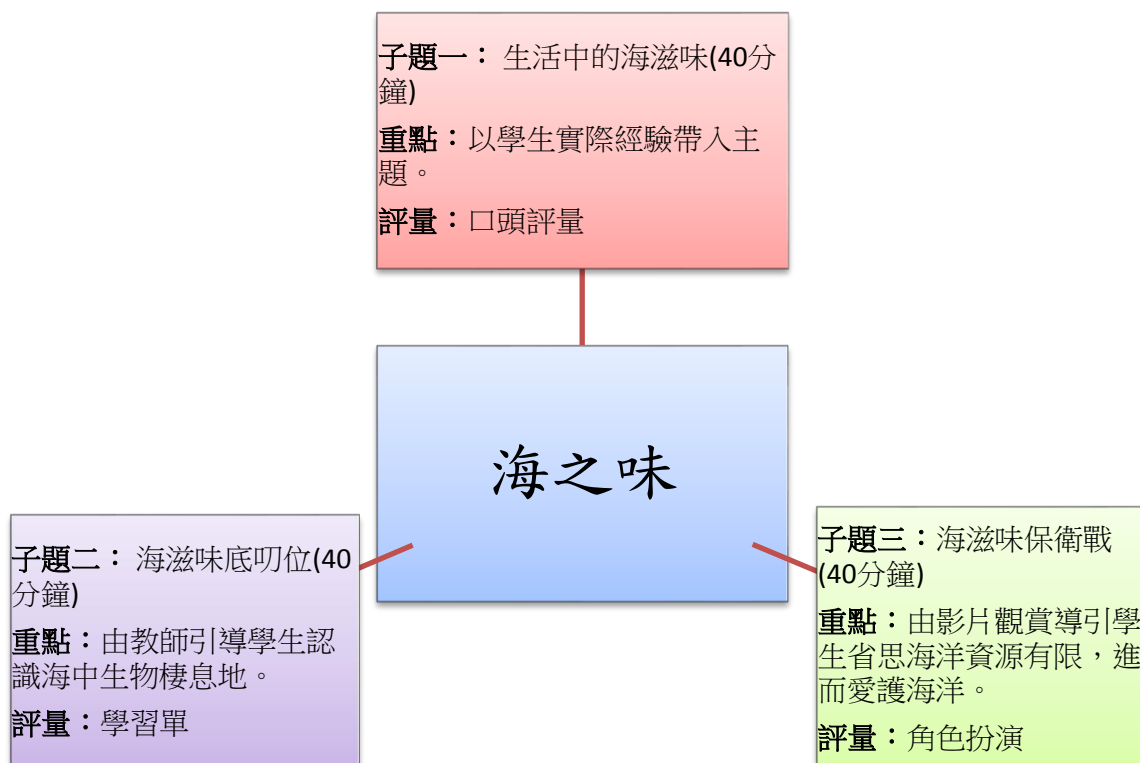 子題一： 生活中的海滋味(40分
鐘)
重點：以學生實際經驗帶入主
題。
評量：口頭評量
海之味
子題二： 海滋味底叨位(40
分鐘)
重點：由教師引導學生認
識海中生物棲息地。
評量：學習單
子題三：海滋味保衛戰
(40分鐘)
重點：由影片觀賞導引學
生省思海洋資源有限，進
而愛護海洋。
評量：角色扮演